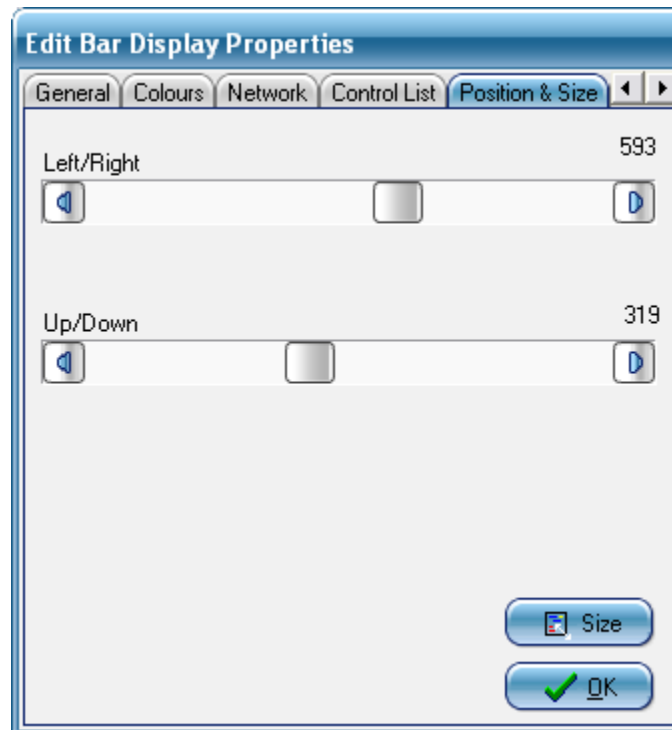 Edit Bar Display Properties
General Colours Network Control List Position & Size
593
Left/Right
319
Up/Down
Size
OK